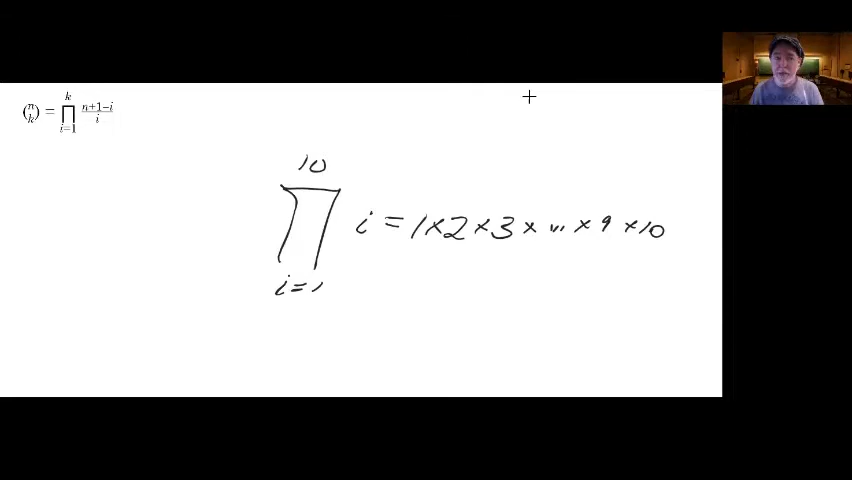 (n k) = k ∏ i=1 n+1−i / i
10
∏ i = 1 × 2 × 3 × ... × 9 × 10
i = 1